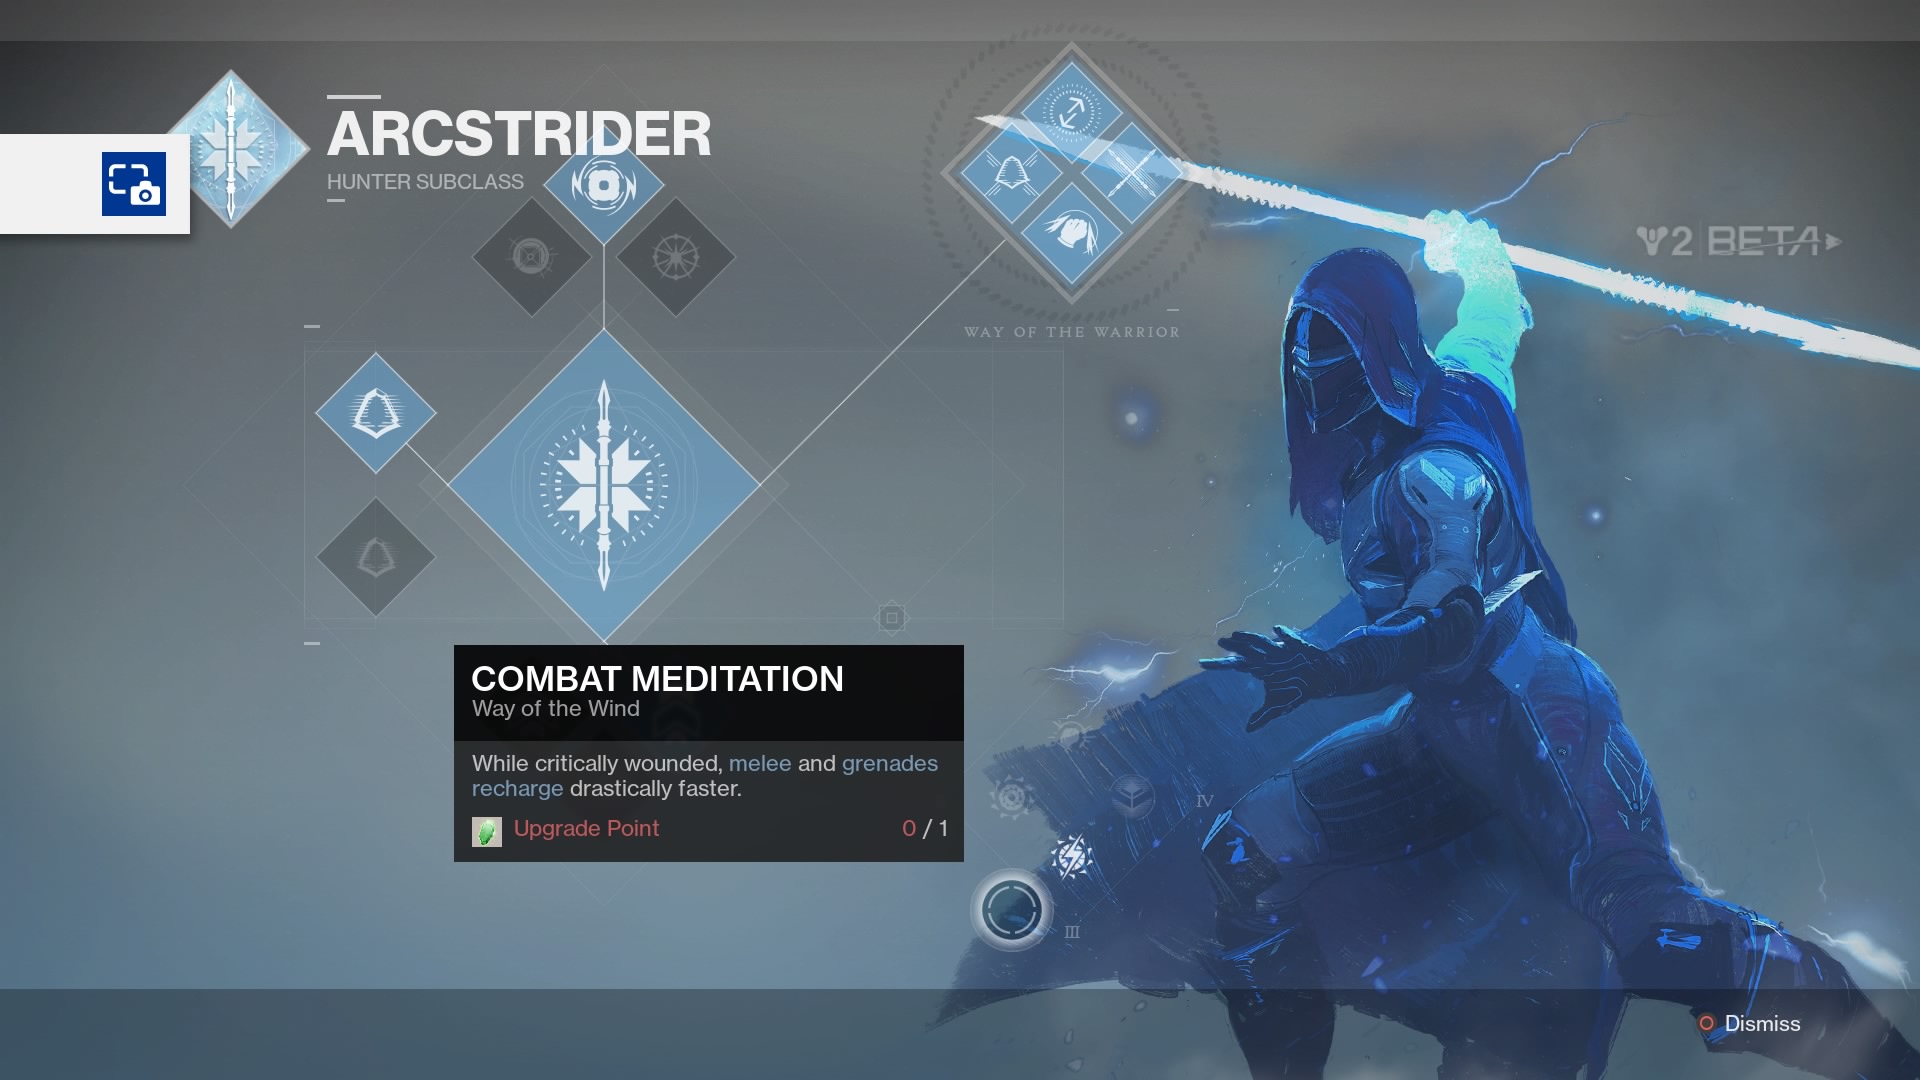 ARCSTRIDER
HUNTER SUBCLASS
WAY OF THE WARRIOR
2 BETA
COMBAT MEDITATION
Way of the Wind
While critically wounded, melee and grenades
recharge drastically faster.
Upgrade Point 0 / 1
IV
III
Dismiss